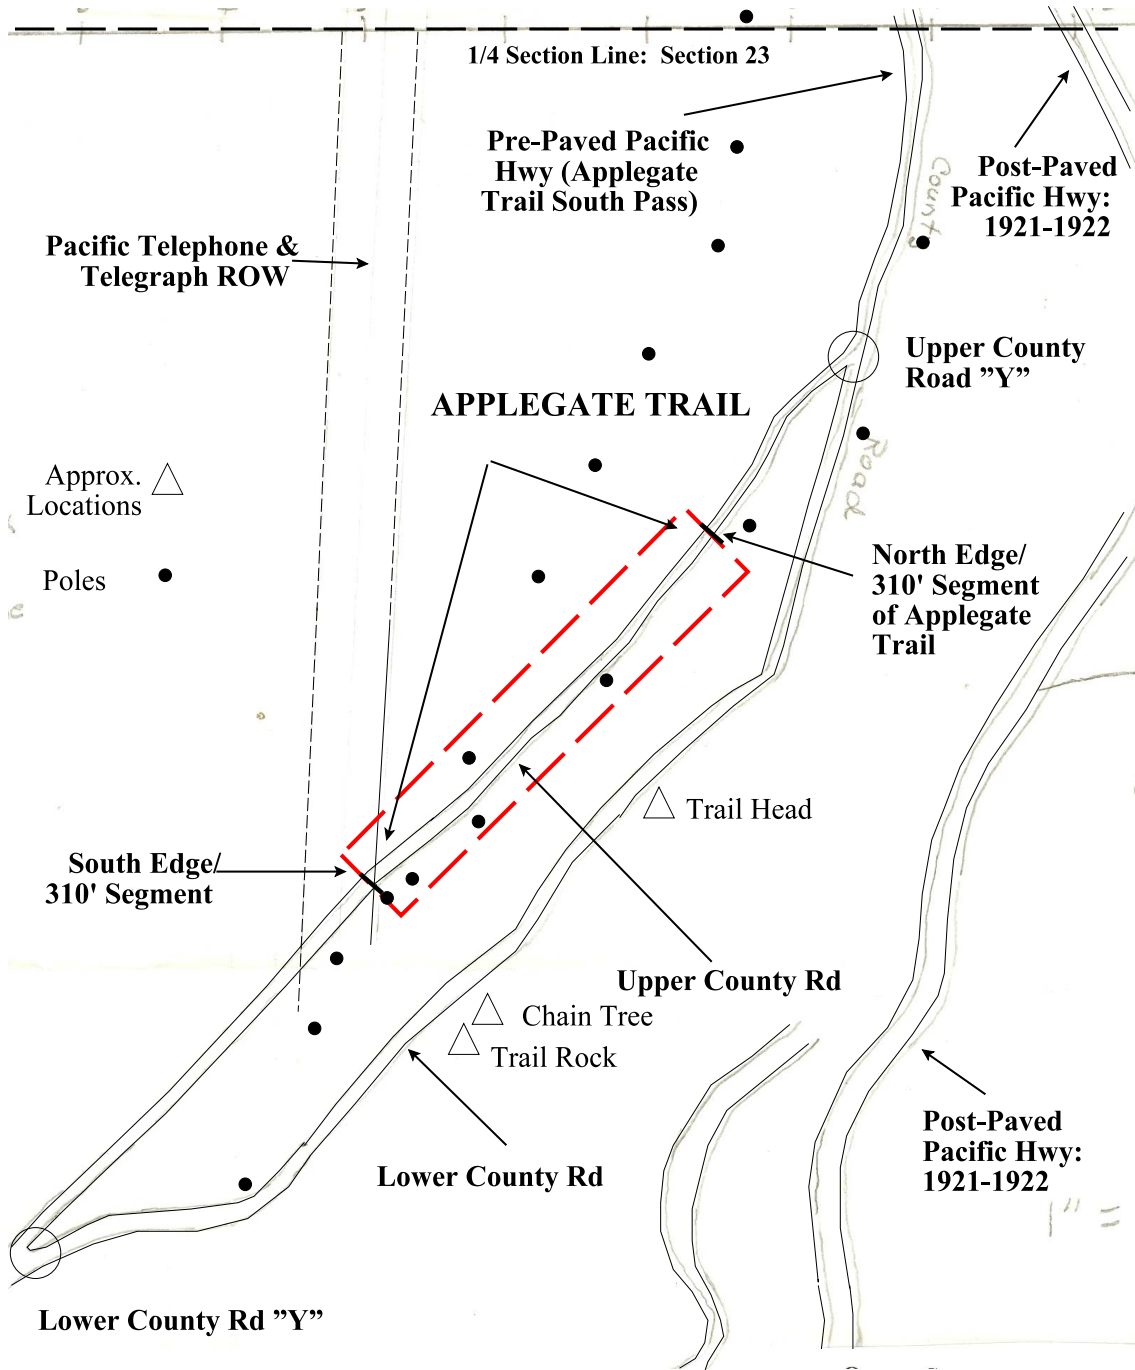 1/4 Section Line: Section 23
Pre-Paved Pacific
Hwy (Applegate
Trail South Pass)
Post-Paved
Pacific Hwy:
1921-1922
County
Pacific Telephone &
Telegraph ROW
Upper County
Road ”Y”
APPLEGATE TRAIL
Road
Approx.
Locations
Poles
North Edge/
310' Segment
of Applegate
Trail
Trail Head
South Edge/
310' Segment
Upper County Rd
Chain Tree
Trail Rock
Lower County Rd
Post-Paved
Pacific Hwy:
1921-1922
1" =
Lower County Rd ”Y”